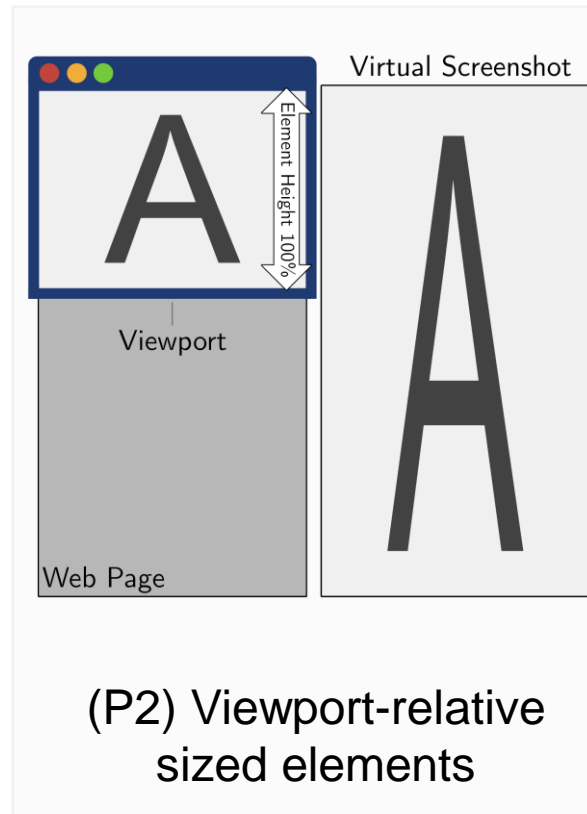 Virtual Screenshot
A
Element Height 100%
A
Viewport
Web Page
(P2) Viewport-relative
sized elements